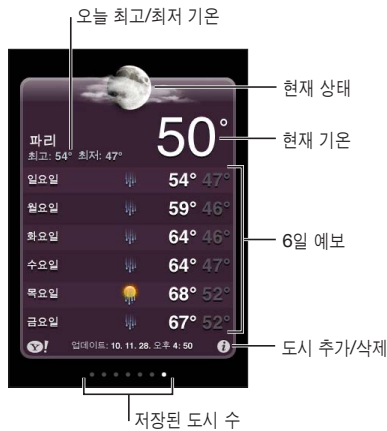 오늘 최고/최저 기온
현재 상태
50°
현재 기온
파리
최고: 54° 최저: 47°
일요일 54° 47°
월요일 59° 46°
화요일 64° 46°
6일 예보
수요일 64° 47°
목요일 68° 52°
금요일 67° 52°
Y! 업데이트: 10. 11. 28. 오후 4: 50 i
도시 추가/삭제
저장된 도시 수